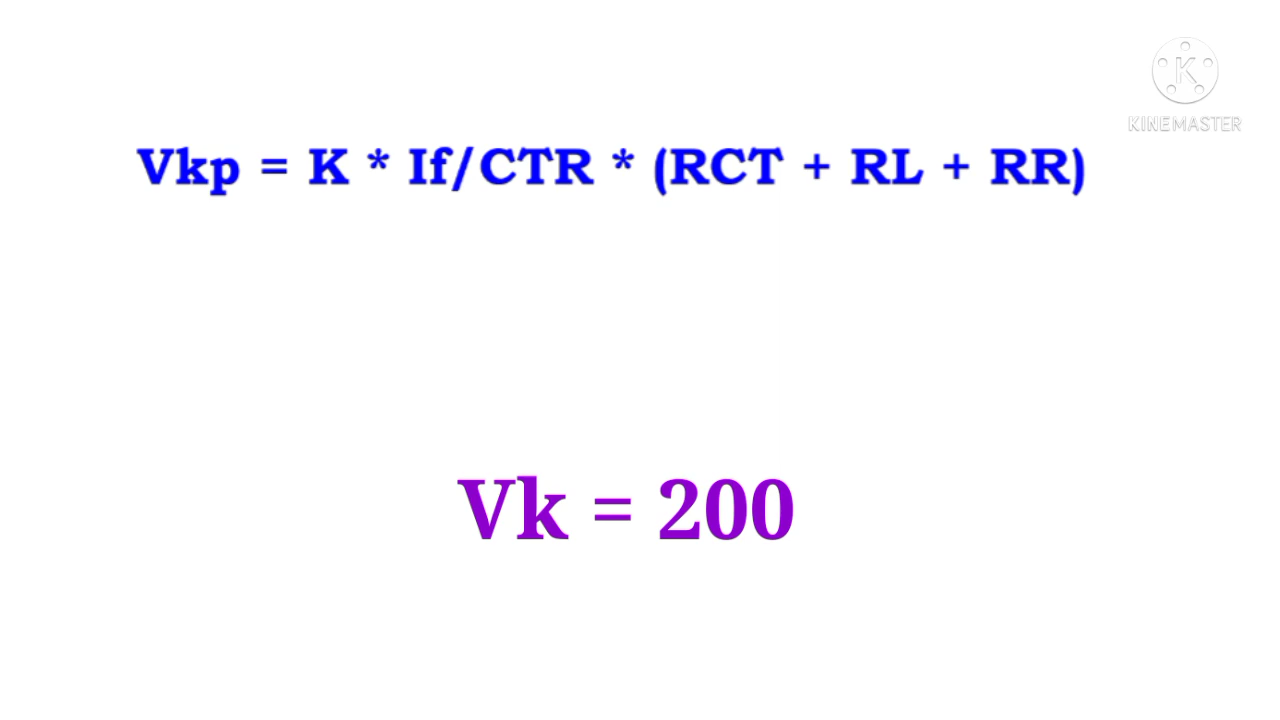 K
KINEMASTER
Vkp = K * If/CTR * (RCT + RL + RR)
Vk = 200